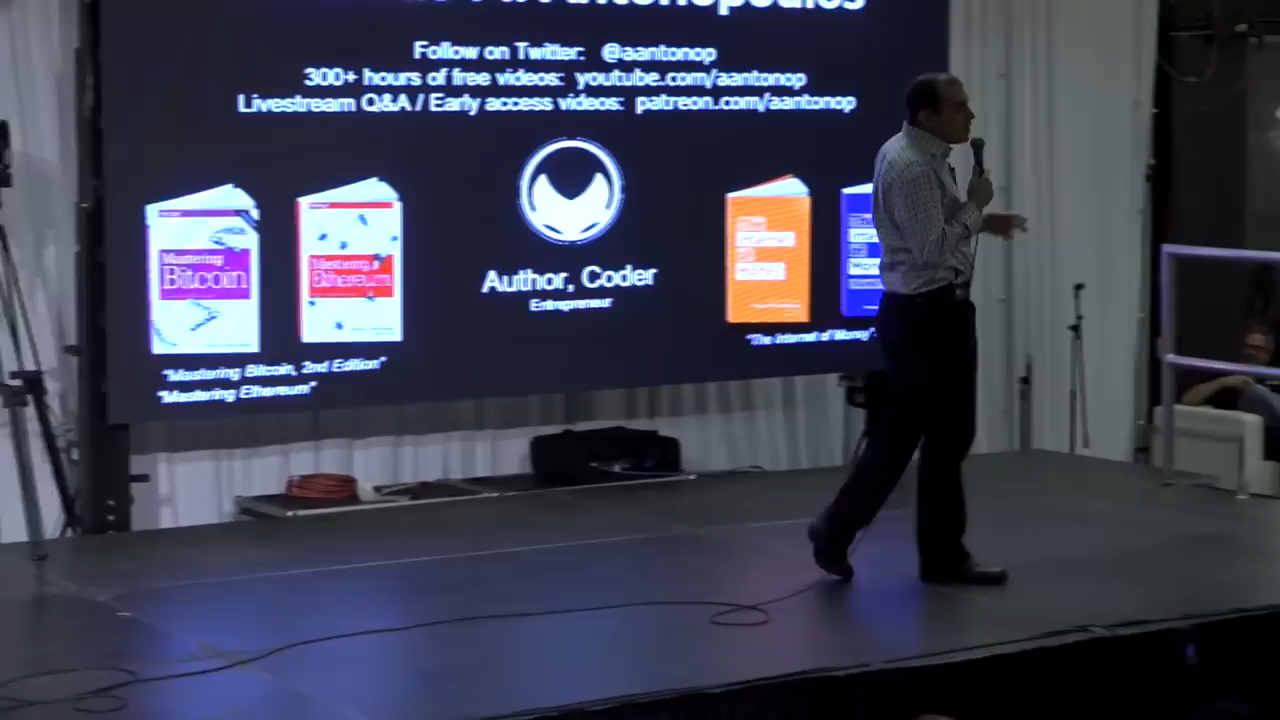 Follow on Twitter: @aantonop
300+ hours of free videos: youtube.com/aantonop
Livestream Q&A / Early access videos: patreon.com/aantonop
Mastering
Bitcoin
Mastering
Ethereum
Author, Coder
Entrepreneur
Internet
"The Internet of Money"
"Mastering Bitcoin, 2nd Edition"
"Mastering Ethereum"